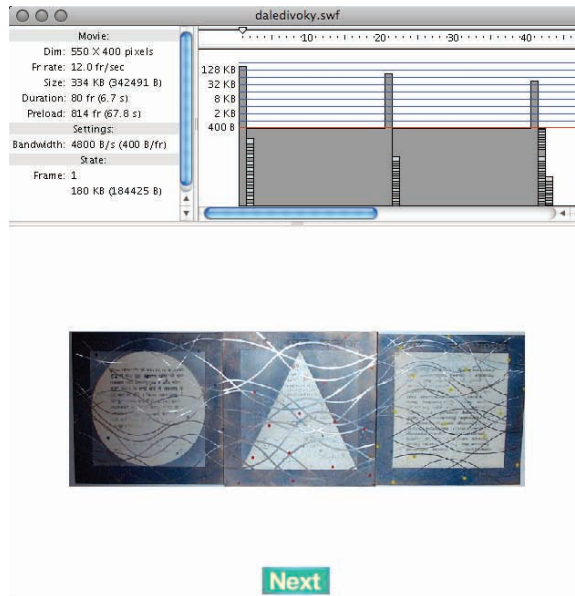 daledivoky.swf
Movie:
Dim: 550 X 400 pixels
Fr rate: 12.0 fr/sec
Size: 334 KB (342491 B)
Duration: 80 fr (6.7 s)
Preload: 814 fr (67.8 s)
Settings:
Bandwidth: 4800 B/s (400 B/fr)
State:
Frame: 1
180 KB (184425 B)
10 20 30 40
128 KB
32 KB
8 KB
2 KB
400 B
Next